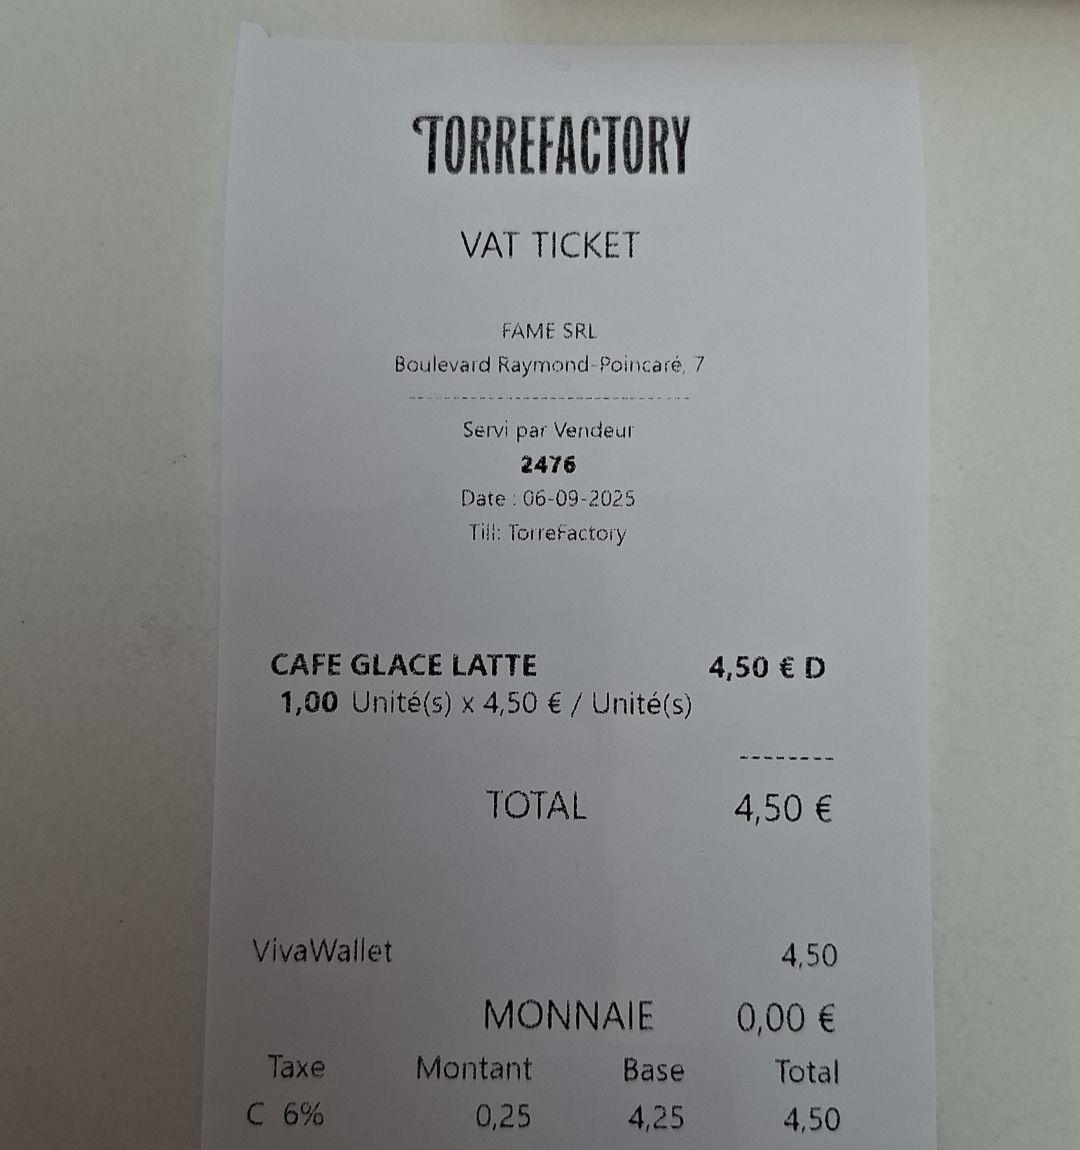 TORREFACTORY
VAT TICKET
FAME SRL
Boulevard Raymond-Poincaré, 7
--------------------------------
Servi par Vendeur
2476
Date : 06-09-2025
Till: TorreFactory
CAFE GLACE LATTE 4,50 € D
1,00 Unité(s) x 4,50 € / Unité(s)
--------
TOTAL 4,50 €
VivaWallet 4,50
MONNAIE 0,00 €
Taxe Montant Base Total
C 6% 0,25 4,25 4,50